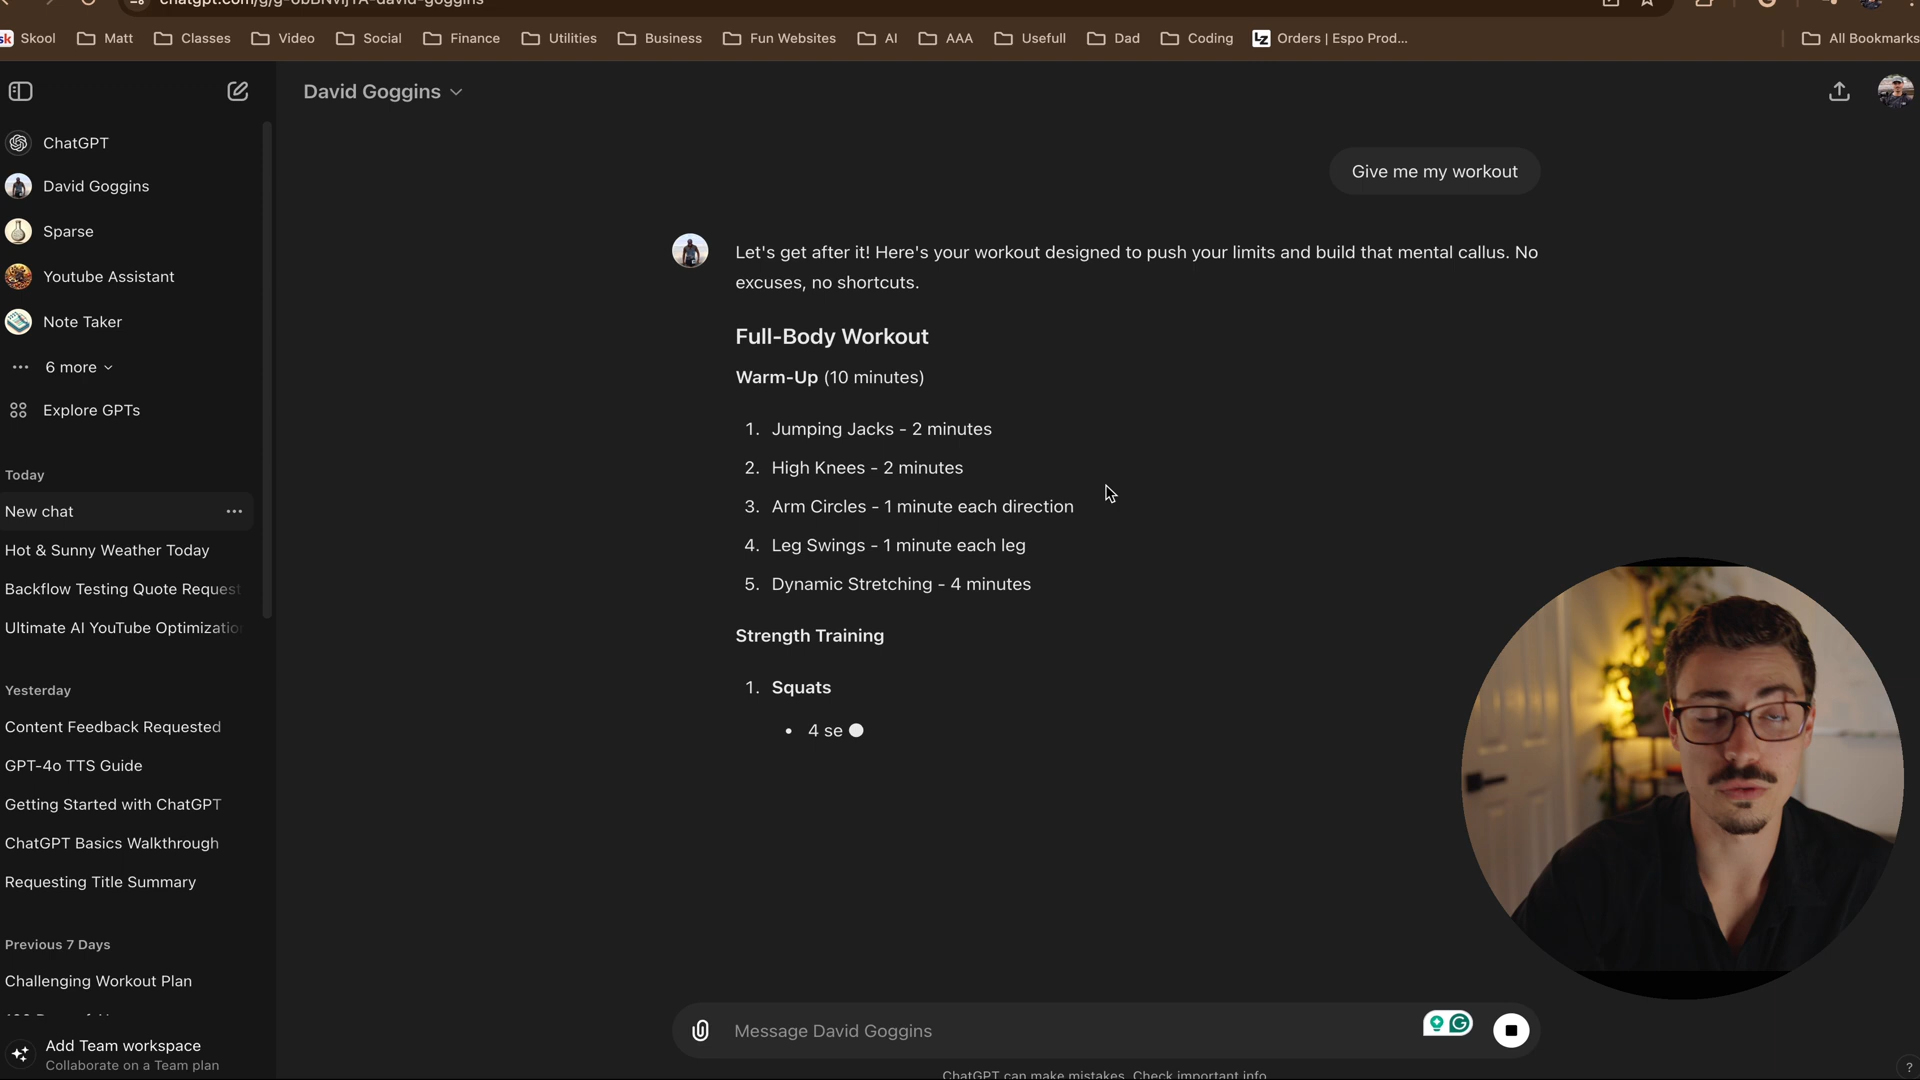 chatgpt.com/g/g-
-david-goggins
sk Skool Matt Classes Video Social Finance Utilities Business Fun Websites AI AAA Usefull Dad Coding LZ Orders | Espo Prod... All Bookmarks
David Goggins
ChatGPT
David Goggins
Sparse
Youtube Assistant
Note Taker
6 more
Explore GPTs
Today
New chat
Hot & Sunny Weather Today
Backflow Testing Quote Request
Ultimate AI YouTube Optimizatio
Yesterday
Content Feedback Requested
GPT-4o TTS Guide
Getting Started with ChatGPT
ChatGPT Basics Walkthrough
Requesting Title Summary
Previous 7 Days
Challenging Workout Plan
Add Team workspace
Collaborate on a Team plan
Give me my workout
Let's get after it! Here's your workout designed to push your limits and build that mental callus. No
excuses, no shortcuts.
Full-Body Workout
Warm-Up (10 minutes)
1. Jumping Jacks - 2 minutes
2. High Knees - 2 minutes
3. Arm Circles - 1 minute each direction
4. Leg Swings - 1 minute each leg
5. Dynamic Stretching - 4 minutes
Strength Training
1. Squats
• 4 se
Message David Goggins
ChatGPT can make mistakes. Check important info.
?